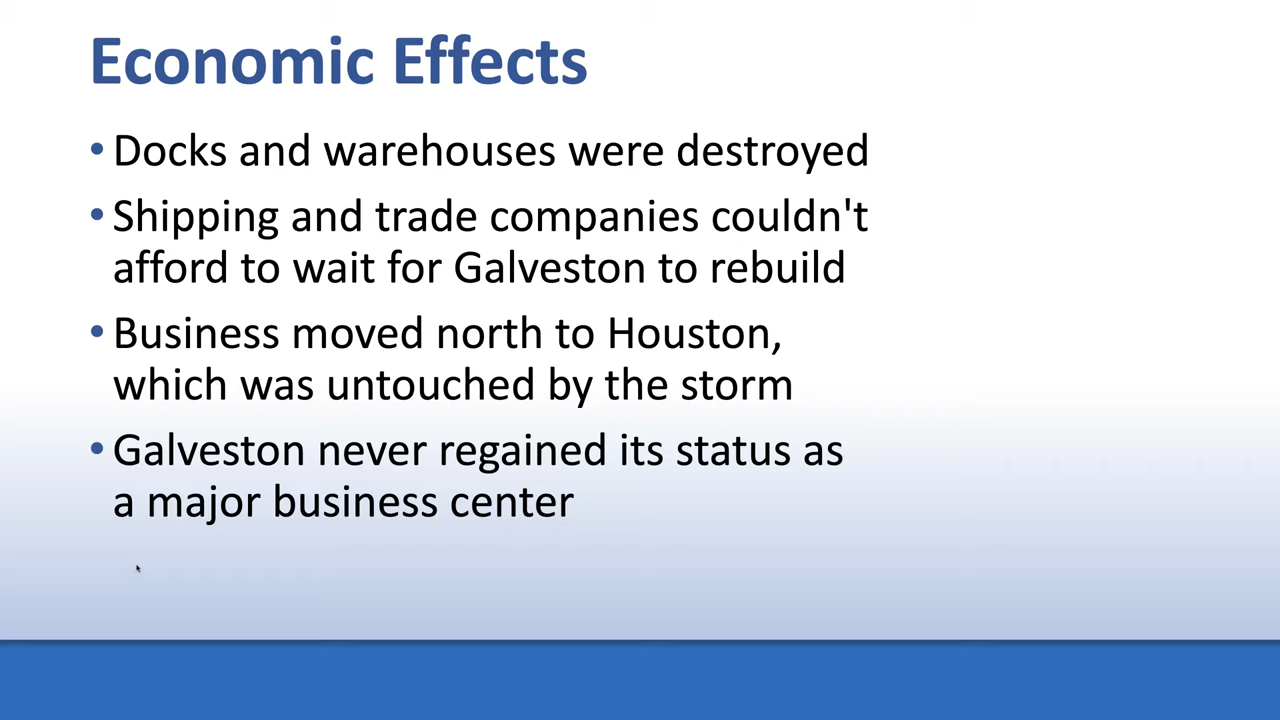 Economic Effects
• Docks and warehouses were destroyed
• Shipping and trade companies couldn't
afford to wait for Galveston to rebuild
• Business moved north to Houston,
which was untouched by the storm
• Galveston never regained its status as
a major business center